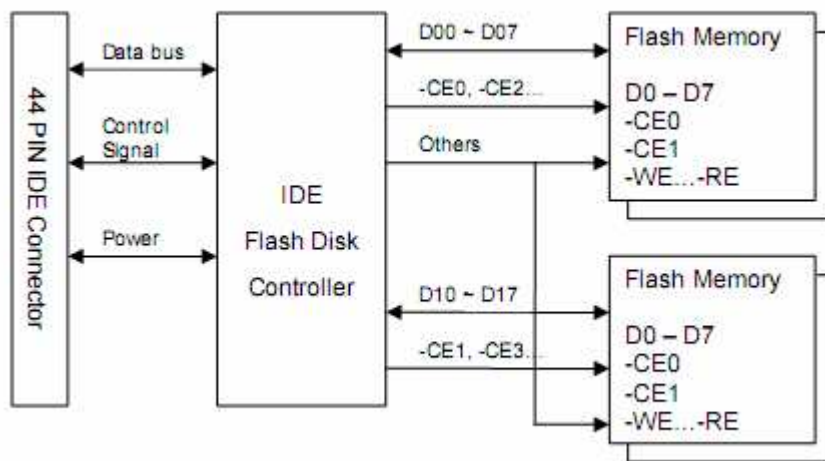 44 PIN IDE Connector
Data bus
Control
Signal
Power
IDE
Flash Disk
Controller
D00 ~ D07
-CE0, -CE2...
Others
D10 ~ D17
-CE1, -CE3...
Flash Memory
D0 – D7
-CE0
-CE1
-WE...-RE
Flash Memory
D0 – D7
-CE0
-CE1
-WE...-RE